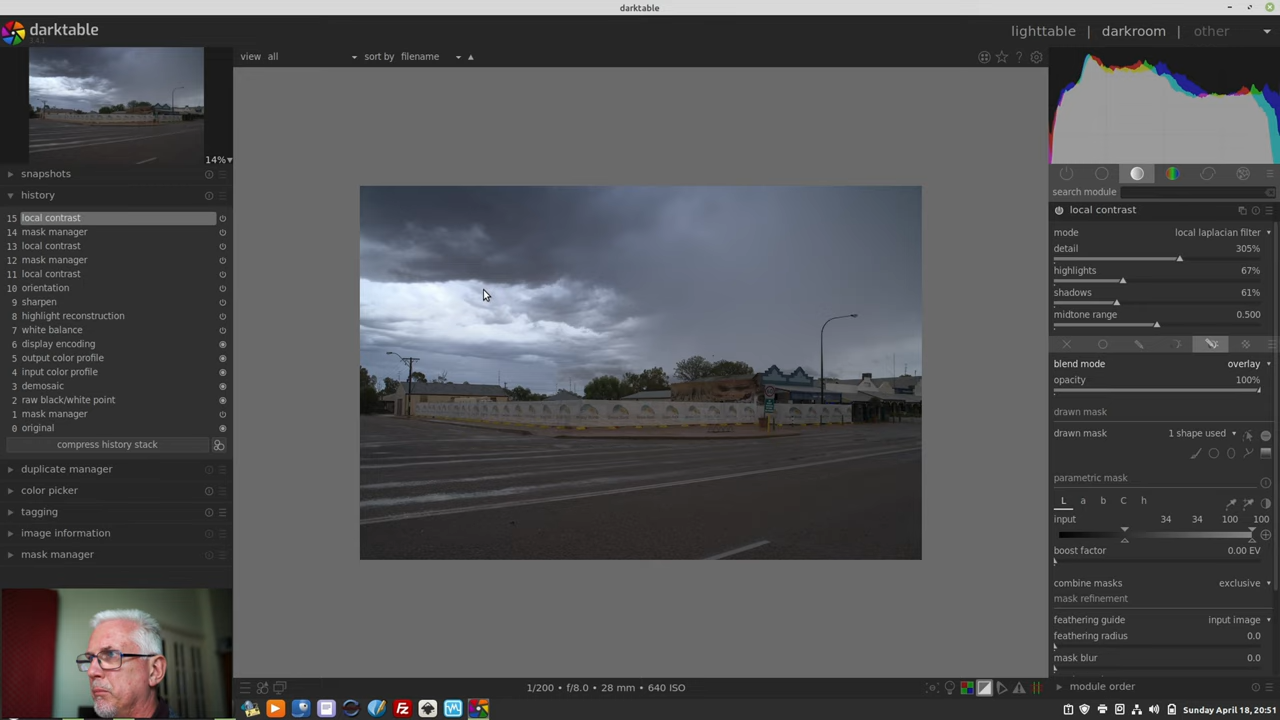 darktable
darktable
3.4.1
lighttable | darkroom | other
view all sort by filename
14%
snapshots
history
15 local contrast
14 mask manager
13 local contrast
12 mask manager
11 local contrast
10 orientation
9 sharpen
8 highlight reconstruction
7 white balance
6 display encoding
5 output color profile
4 input color profile
3 demosaic
2 raw black/white point
1 mask manager
0 original
compress history stack
duplicate manager
color picker
tagging
image information
mask manager
1/200 • f/8.0 • 28 mm • 640 ISO
search module
local contrast
mode local laplacian filter
detail 305%
highlights 67%
shadows 61%
midtone range 0.500
blend mode overlay
opacity 100%
drawn mask
drawn mask 1 shape used
parametric mask
L a b C h
input 34 34 100 100
boost factor 0.00 EV
combine masks exclusive
mask refinement
feathering guide input image
feathering radius 0.0
mask blur 0.0
module order
Sunday April 18, 20:51